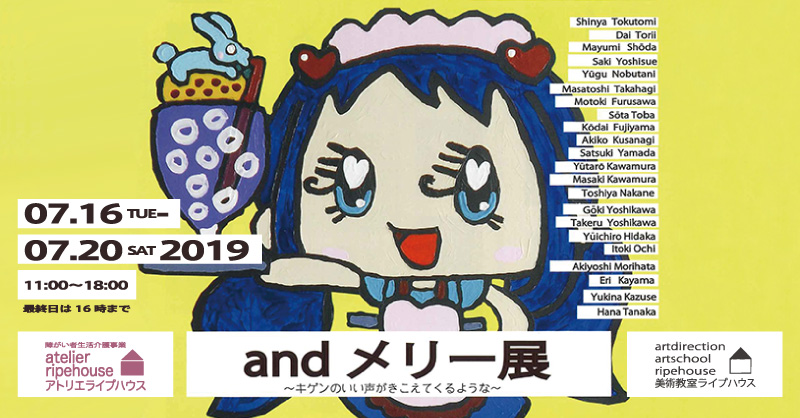 Shinya Tokutomi
Dai Torii
Mayumi Shōda
Saki Yoshisue
Yūgu Nobutani
Masatoshi Takahagi
Motoki Furusawa
Sōta Toba
Kōdai Fujiyama
Akiko Kusanagi
Satsuki Yamada
Yūtarō Kawamura
Masaki Kawamura
Toshiya Nakane
Gōki Yoshikawa
Takeru Yoshikawa
Yūichiro Hidaka
Itoki Ochi
Akiyoshi Morihata
Eri Kayama
Yukina Kazuse
Hana Tanaka
07.16 TUE–
07.20 SAT 2019
11:00〜18:00
最終日は16時まで
障がい者生活介護事業
atelier
ripehouse
アトリエライプハウス
and メリー展
〜キゲンのいい声がきこえてくるような〜
artdirection
artschool
ripehouse
美術教室ライプハウス